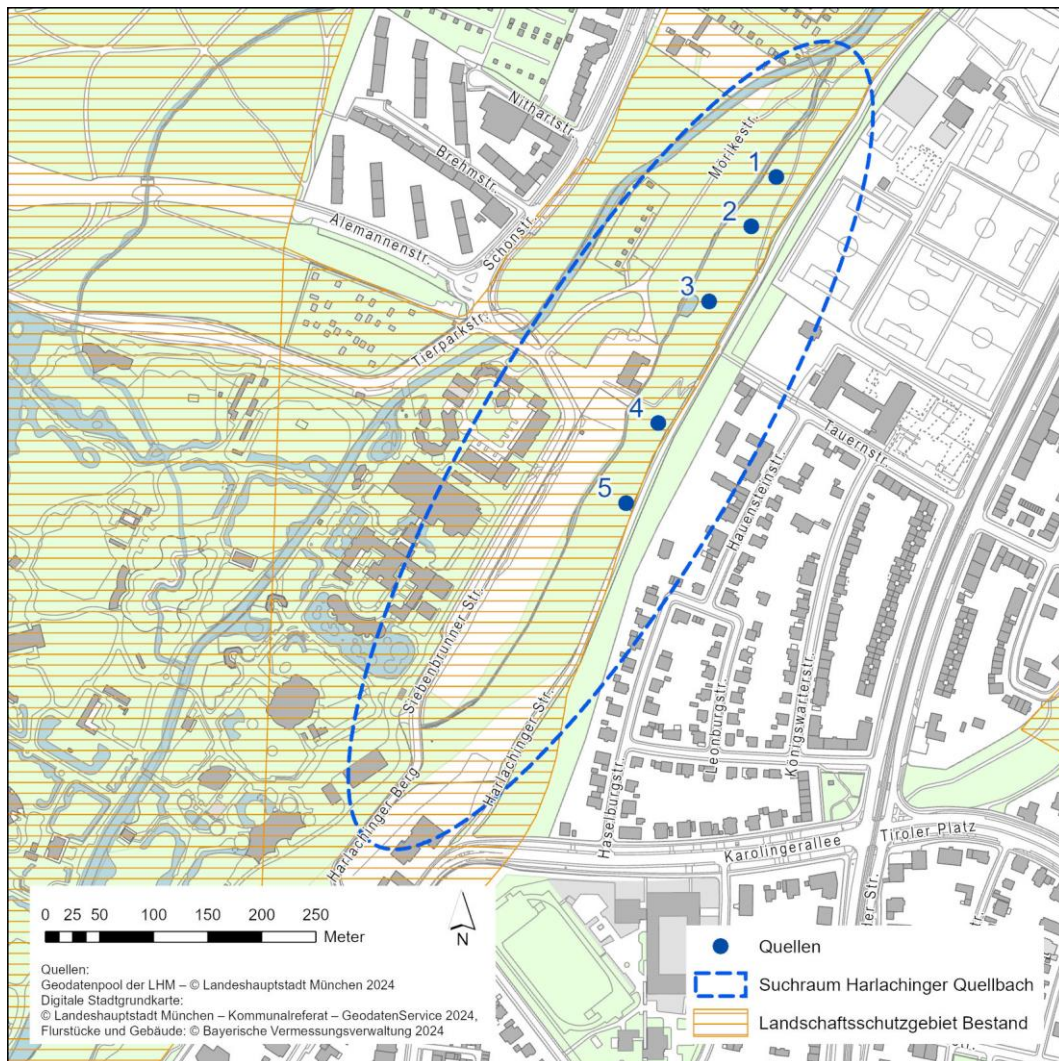 Nithartstr.
Brehmstr.
Mörikestr.
1
2
Alemannenstr.
Schönstr.
3
Tierparkstr.
4
Tauernstr.
5
Hauensteinstr.
Siebenbrunner Str.
Harlachinger Str.
Leonburgstr.
Königswarterstr.
Haselburgstr.
Harlachinger Berg
Tiroler Platz
Karolingerallee
der Str.
0 25 50 100 150 200 250
Meter
N
Quellen:
Geodatenpool der LHM – © Landeshauptstadt München 2024
Digitale Stadtgrundkarte:
© Landeshauptstadt München – Kommunalreferat – GeodatenService 2024,
Flurstücke und Gebäude: © Bayerische Vermessungsverwaltung 2024
Quellen
Suchraum Harlachinger Quellbach
Landschaftsschutzgebiet Bestand